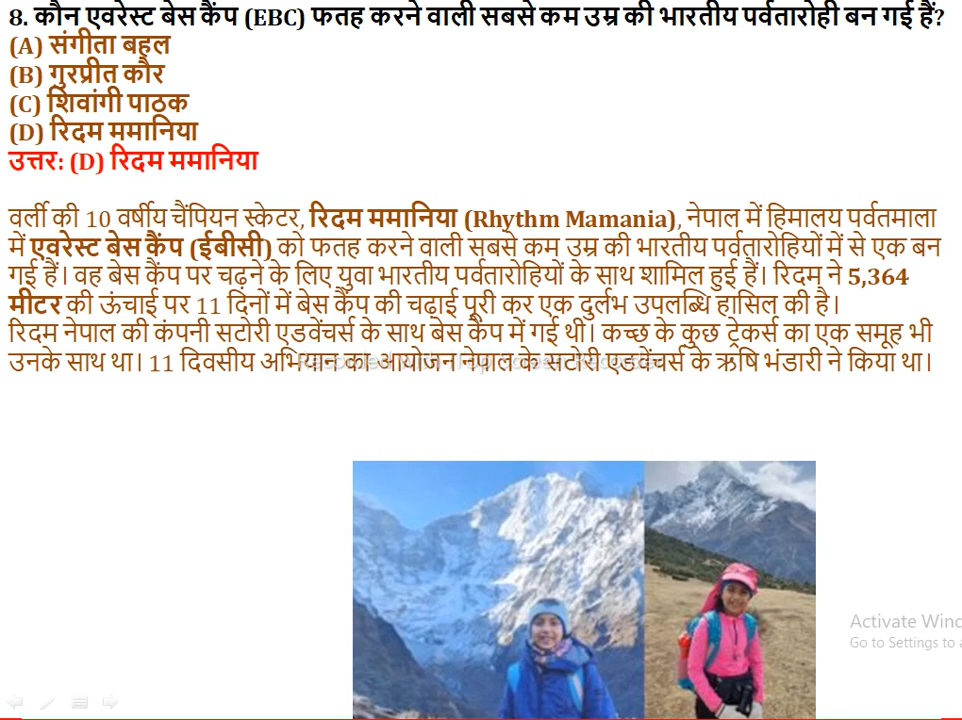 8. कौन एवरेस्ट बेस कैंप (EBC) फतह करने वाली सबसे कम उम्र की भारतीय पर्वतारोही बन गई हैं?
(A) संगीता बहल
(B) गुरप्रीत कौर
(C) शिवांगी पाठक
(D) रिदम ममानिया
उत्तर: (D) रिदम ममानिया
वर्ली की 10 वर्षीय चैंपियन स्केटर, रिदम ममानिया (Rhythm Mamania), नेपाल में हिमालय पर्वतमाला
में एवरेस्ट बेस कैंप (ईबीसी) को फतह करने वाली सबसे कम उम्र की भारतीय पर्वतारोहियों में से एक बन
गई हैं। वह बेस कैंप पर चढ़ने के लिए युवा भारतीय पर्वतारोहियों के साथ शामिल हुई हैं। रिदम ने 5,364
मीटर की ऊंचाई पर 11 दिनों में बेस कैंप की चढ़ाई पूरी कर एक दुर्लभ उपलब्धि हासिल की है।
रिदम नेपाल की कंपनी सटोरी एडवेंचर्स के साथ बेस कैंप में गई थीं। कच्छ के कुछ ट्रेकर्स का एक समूह भी
उनके साथ था। 11 दिवसीय अभियान का आयोजन नेपाल के सटोरी एडवेंचर्स के ऋषि भंडारी ने किया था।
Activate Winc
Go to Settings to a